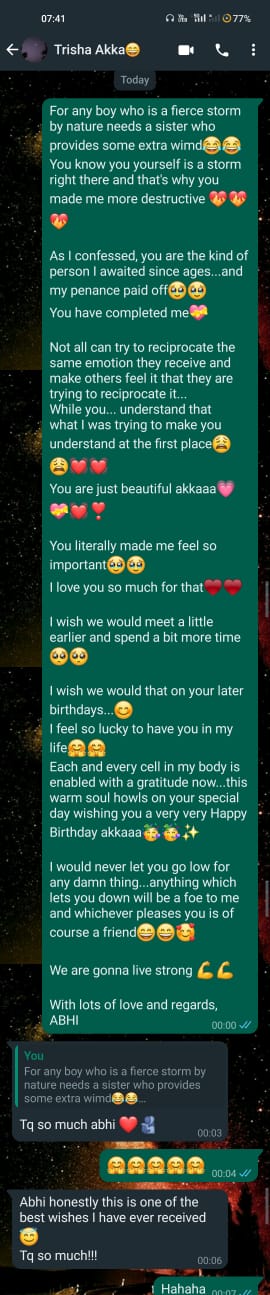 07:41
77%
Trisha Akka😄
Today
For any boy who is a fierce storm
by nature needs a sister who
provides some extra wimd😂😂
You know you yourself is a storm
right there and that's why you
made me more destructive ❤️‍🔥❤️‍🔥
❤️‍🔥
As I confessed, you are the kind of
person I awaited since ages...and
my penance paid off🥹🥹
You have completed me💝
Not all can try to reciprocate the
same emotion they receive and
make others feel it that they are
trying to reciprocate it...
While you... understand that
what I was trying to make you
understand at the first place😩
😩💓💓
You are just beautiful akkaaa💗
💝💓❣️
You literally made me feel so
important🥹🥹
I love you so much for that♥️♥️
I wish we would meet a little
earlier and spend a bit more time
🥺🥺
I wish we would that on your later
birthdays...😊
I feel so lucky to have you in my
life🤗🤗
Each and every cell in my body is
enabled with a gratitude now...this
warm soul howls on your special
day wishing you a very very Happy
Birthday akkaaa🥳🥳✨
I would never let you go low for
any damn thing...anything which
lets you down will be a foe to me
and whichever pleases you is of
course a friend😄😄🥰
We are gonna live strong 💪💪
With lots of love and regards,
ABHI
00:00
You
For any boy who is a fierce storm by
nature needs a sister who provides
some extra wimd😂😂...
Tq so much abhi ❤️🫂
00:03
🤗🤗🤗🤗🤗
00:04
Abhi honestly this is one of the
best wishes I have ever received
😇
Tq so much!!!
00:06
Hahaha
00:07